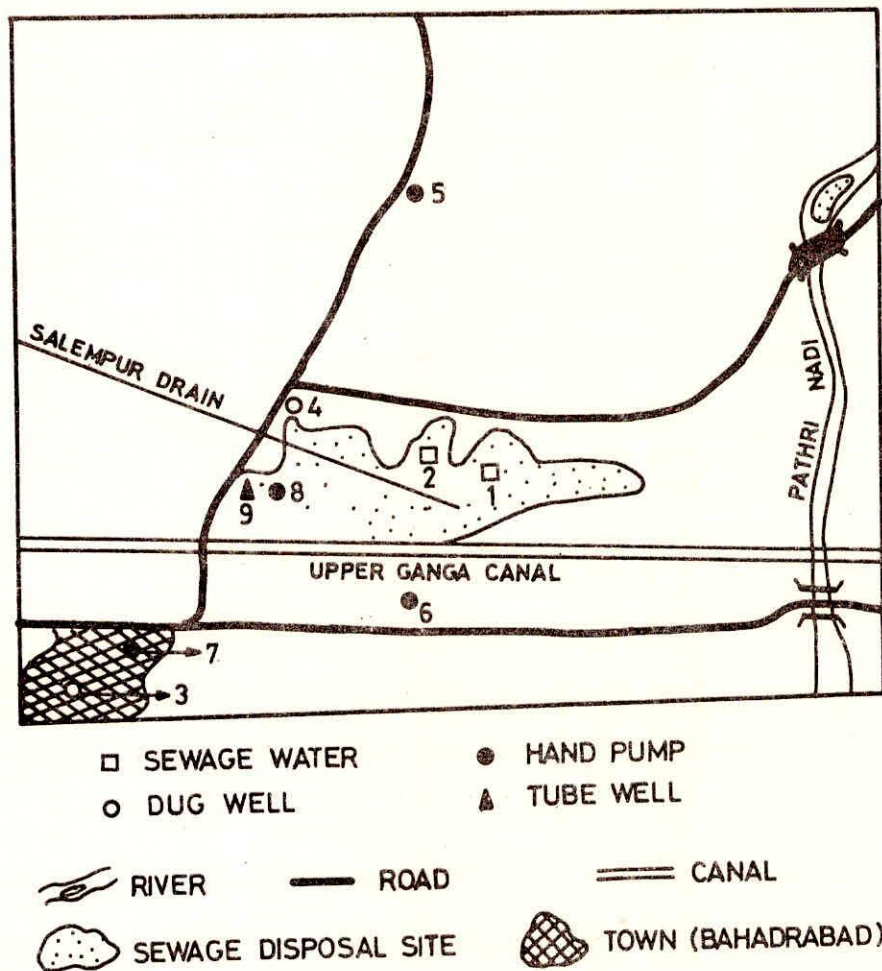 5
SALEMPUR DRAIN
4
2
1
PATHRI NADI
8
9
UPPER GANGA CANAL
6
7
3
SEWAGE WATER
HAND PUMP
DUG WELL
TUBE WELL
RIVER
ROAD
CANAL
SEWAGE DISPOSAL SITE
TOWN (BAHADRABAD)